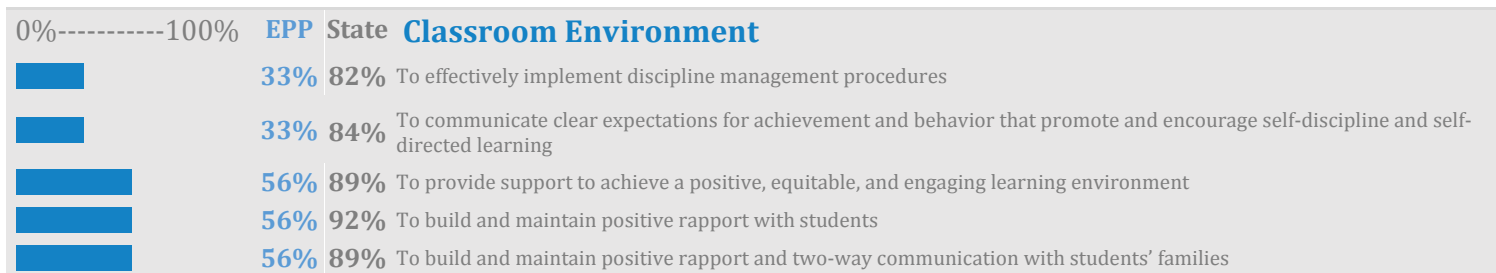 0%-----------100% EPP State Classroom Environment
33% 82% To effectively implement discipline management procedures
33% 84% To communicate clear expectations for achievement and behavior that promote and encourage self-discipline and self-
directed learning
56% 89% To provide support to achieve a positive, equitable, and engaging learning environment
56% 92% To build and maintain positive rapport with students
56% 89% To build and maintain positive rapport and two-way communication with students’ families